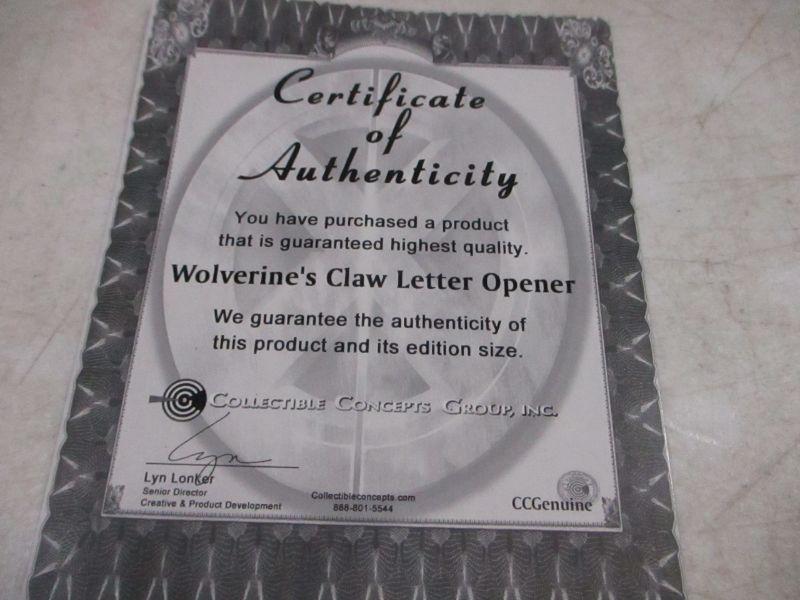 Certificate
of
Authenticity
You have purchased a product
that is guaranteed highest quality.
Wolverine's Claw Letter Opener
We guarantee the authenticity of
this product and its edition size.
Collectible Concepts Group, Inc.
Lyn
Lyn Lonker
Senior Director
Creative & Product Development
Collectibleconcepts.com
888-801-5544
CCGenuine